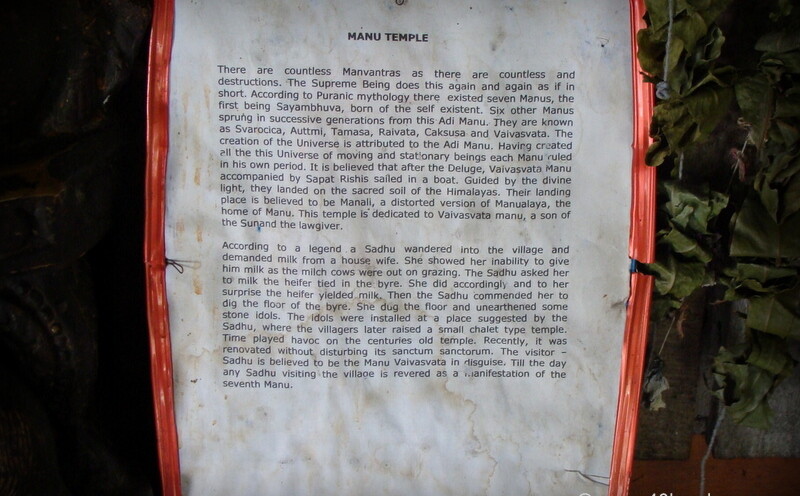 MANU TEMPLE
There are countless Manvantras as there are countless and
destructions. The Supreme Being does this again and again as if in
short. According to Puranic mythology there existed seven Manus, the
first being Sayambhuva, born of the self existent. Six other Manus
sprung in successive generations from this Adi Manu. They are known
as Svarocica, Auttmi, Tamasa, Raivata, Caksusa and Vaivasvata. The
creation of the Universe is attributed to the Adi Manu. Having created
all the this Universe of moving and stationary beings each Manu ruled
in his own period. It is believed that after the Deluge, Vaivasvata Manu
accompanied by Sapat Rishis sailed in a boat. Guided by the divine
light, they landed on the sacred soil of the Himalayas. Their landing
place is believed to be Manali, a distorted version of Manualaya, the
home of Manu. This temple is dedicated to Vaivasvata manu, a son of
the Sunand the lawgiver.
According to a legend a Sadhu wandered into the village and
demanded milk from a house wife. She showed her inability to give
him milk as the milch cows were out on grazing. The Sadhu asked her
to milk the heifer tied in the byre. She did accordingly and to her
surprise the heifer yielded milk. Then the Sadhu commended her to
dig the floor of the byre. She dug the floor and unearthened some
stone idols. The idols were installed at a place suggested by the
Sadhu, where the villagers later raised a small chalet type temple.
Time played havoc on the centuries old temple. Recently, it was
renovated without disturbing its sanctum sanctorum. The visitor –
Sadhu is believed to be the Manu Vaivasvata in disguise. Till the day
any Sadhu visiting the village is revered as a manifestation of the
seventh Manu.